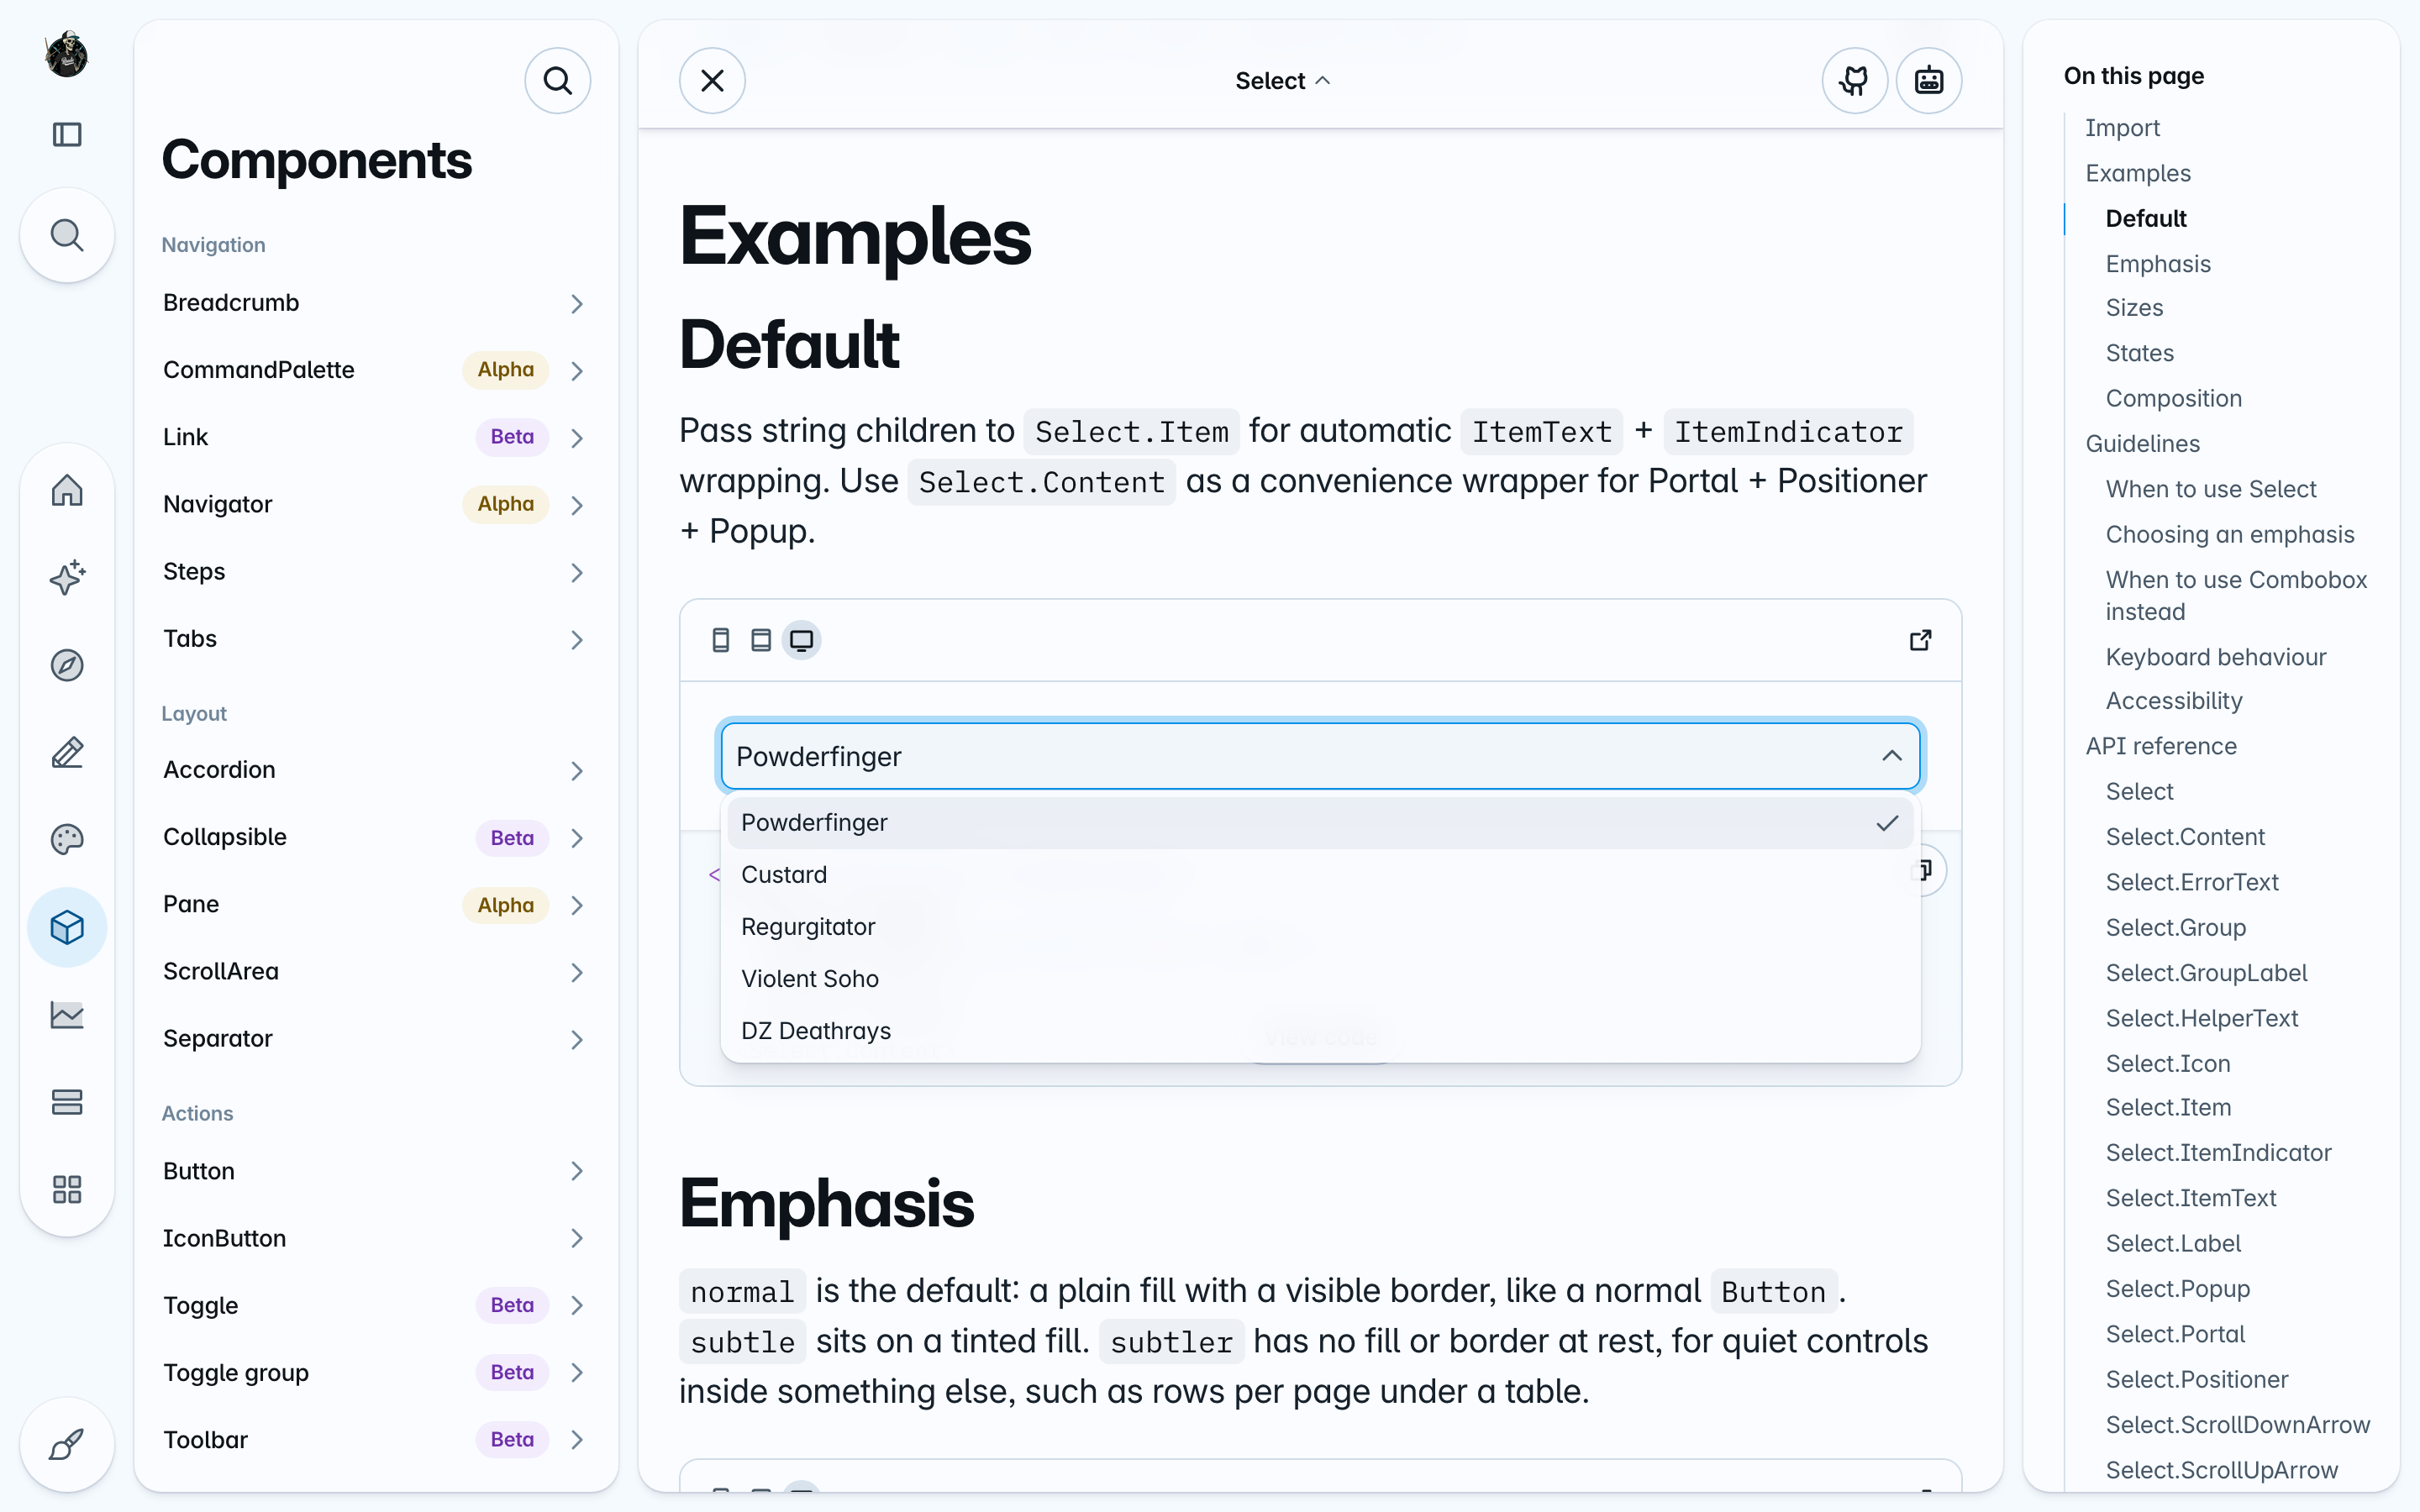 Components
Navigation
Breadcrumb
CommandPalette Alpha
Link Beta
Navigator Alpha
Steps
Tabs
Layout
Accordion
Collapsible Beta
Pane Alpha
ScrollArea
Separator
Actions
Button
IconButton
Toggle Beta
Toggle group Beta
Toolbar Beta
Select
Examples
Default
Pass string children to Select.Item for automatic ItemText + ItemIndicator
wrapping. Use Select.Content as a convenience wrapper for Portal + Positioner
+ Popup.
Powderfinger
Powderfinger
<
Custard
Regurgitator
Violent Soho
DZ Deathrays
View code
Emphasis
normal is the default: a plain fill with a visible border, like a normal Button.
subtle sits on a tinted fill. subtler has no fill or border at rest, for quiet controls
inside something else, such as rows per page under a table.
On this page
Import
Examples
Default
Emphasis
Sizes
States
Composition
Guidelines
When to use Select
Choosing an emphasis
When to use Combobox
instead
Keyboard behaviour
Accessibility
API reference
Select
Select.Content
Select.ErrorText
Select.Group
Select.GroupLabel
Select.HelperText
Select.Icon
Select.Item
Select.ItemIndicator
Select.ItemText
Select.Label
Select.Popup
Select.Portal
Select.Positioner
Select.ScrollDownArrow
Select.ScrollUpArrow